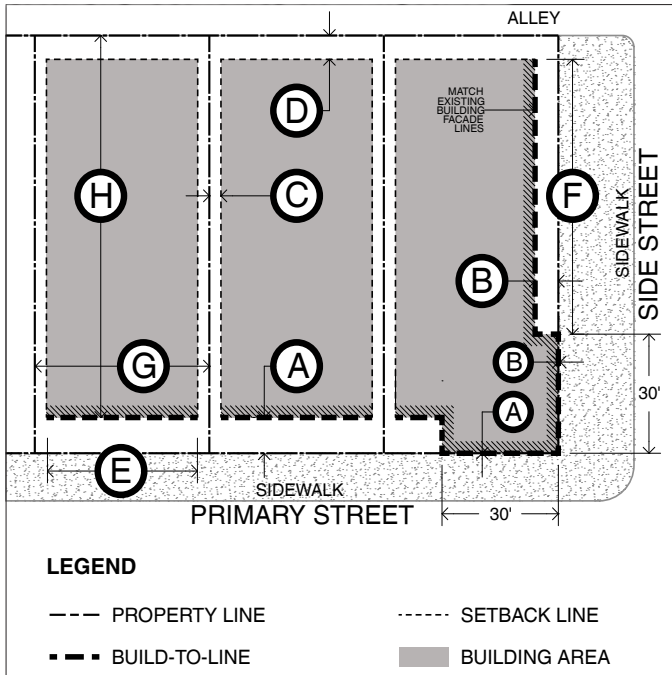 ALLEY
MATCH
EXISTING
BUILDING
FACADE
LINES
D
H
C
F
SIDEWALK
SIDE STREET
B
G
A
B
30'
A
E
SIDEWALK
PRIMARY STREET
30'
LEGEND
PROPERTY LINE
SETBACK LINE
BUILD-TO-LINE
BUILDING AREA